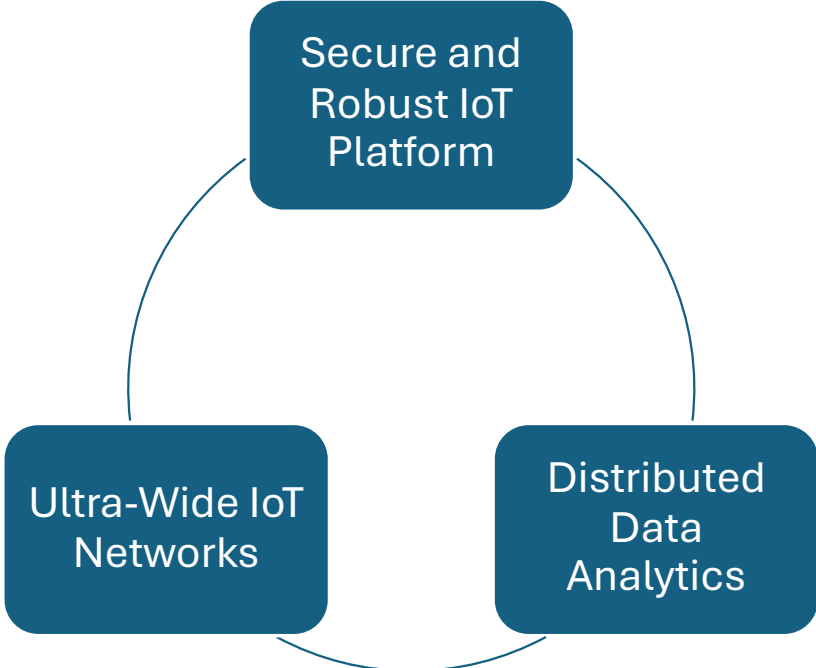 Secure and
Robust IoT
Platform
Ultra-Wide IoT
Networks
Distributed
Data
Analytics